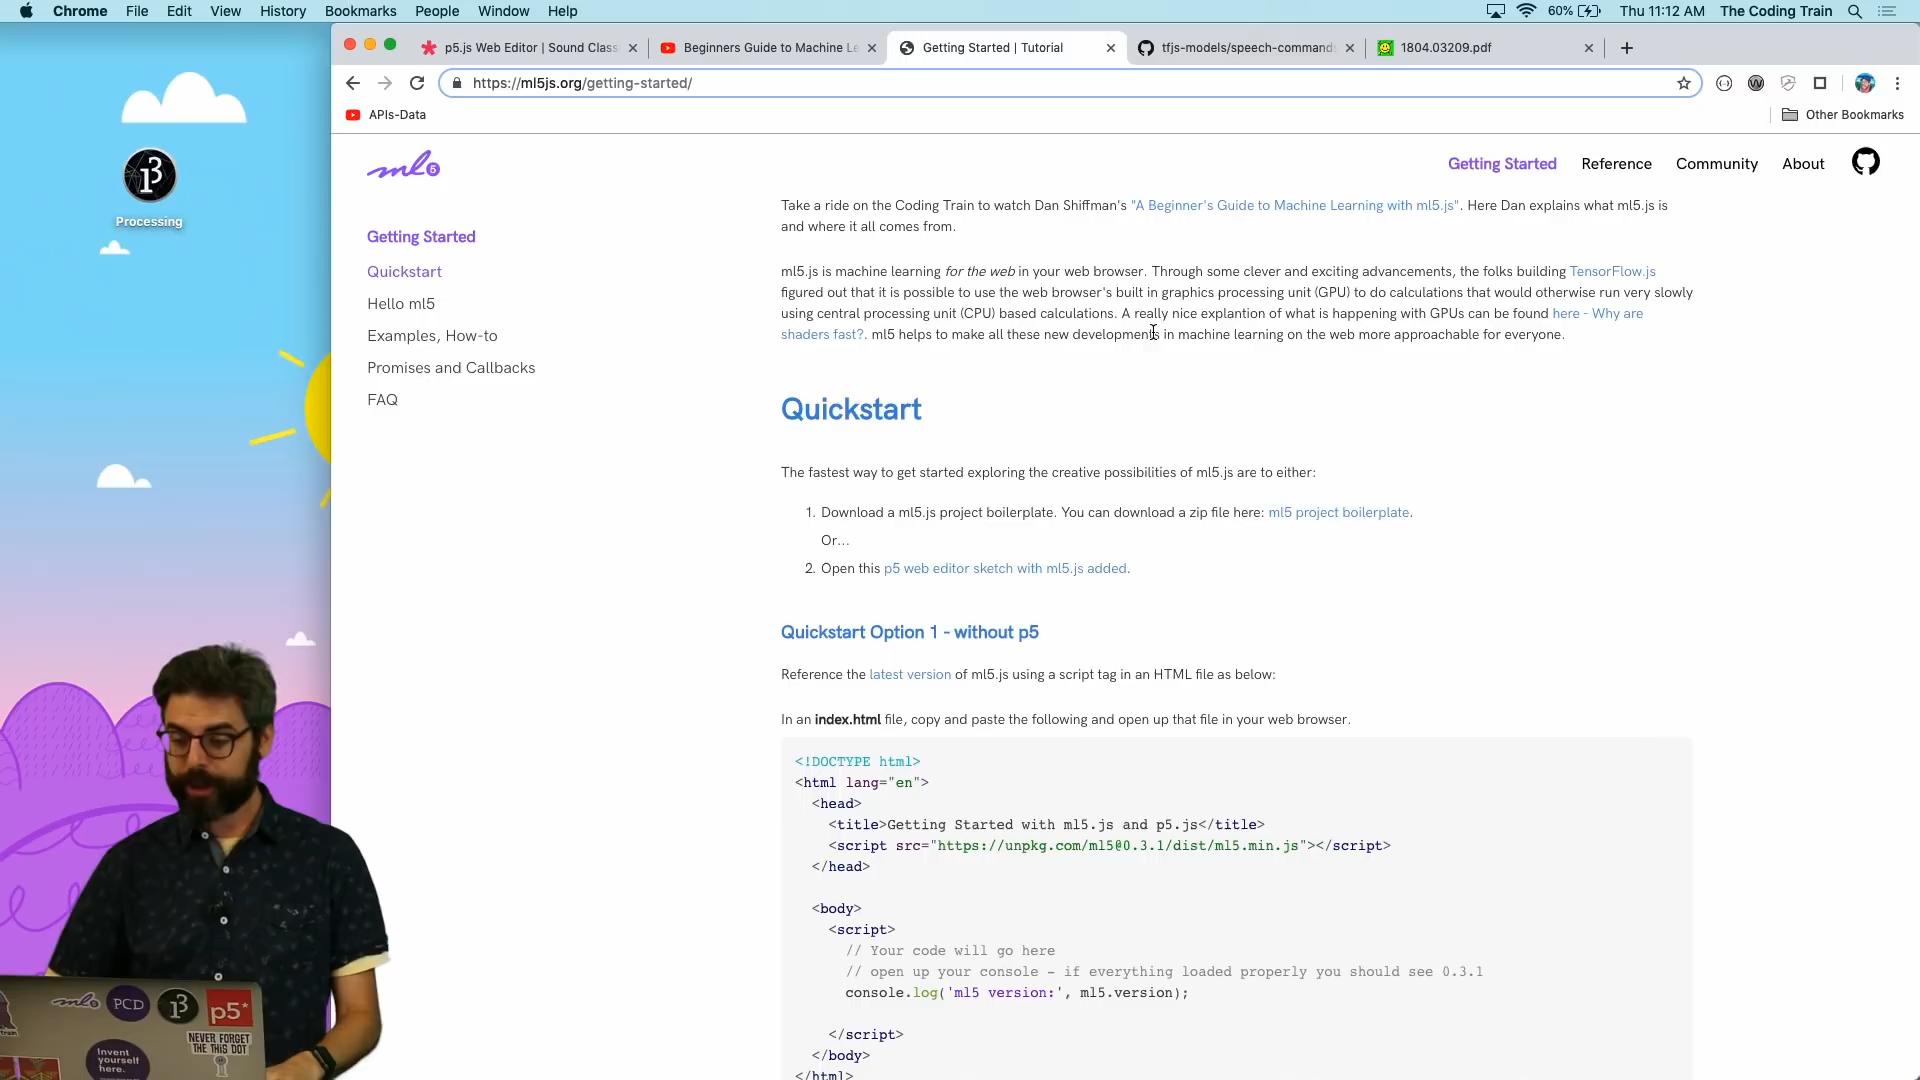 Chrome File Edit View History Bookmarks People Window Help
60% Thu 11:12 AM The Coding Train
p5.js Web Editor | Sound Class
Beginners Guide to Machine Le
Getting Started | Tutorial
tfjs-models/speech-commands
1804.03209.pdf
https://ml5js.org/getting-started/
APIs-Data
Other Bookmarks
Processing
ml5
Getting Started Reference Community About
Getting Started
Quickstart
Hello ml5
Examples, How-to
Promises and Callbacks
FAQ
Take a ride on the Coding Train to watch Dan Shiffman's "A Beginner's Guide to Machine Learning with ml5.js". Here Dan explains what ml5.js is
and where it all comes from.
ml5.js is machine learning for the web in your web browser. Through some clever and exciting advancements, the folks building TensorFlow.js
figured out that it is possible to use the web browser's built in graphics processing unit (GPU) to do calculations that would otherwise run very slowly
using central processing unit (CPU) based calculations. A really nice explantion of what is happening with GPUs can be found here - Why are
shaders fast?. ml5 helps to make all these new developments in machine learning on the web more approachable for everyone.
Quickstart
The fastest way to get started exploring the creative possibilities of ml5.js are to either:
1. Download a ml5.js project boilerplate. You can download a zip file here: ml5 project boilerplate.
Or...
2. Open this p5 web editor sketch with ml5.js added.
Quickstart Option 1 - without p5
Reference the latest version of ml5.js using a script tag in an HTML file as below:
In an index.html file, copy and paste the following and open up that file in your web browser.
<!DOCTYPE html>
<html lang="en">
<head>
<title>Getting Started with ml5.js and p5.js</title>
<script src="https://unpkg.com/ml5@0.3.1/dist/ml5.min.js"></script>
</head>
<body>
<script>
// Your code will go here
// open up your console - if everything loaded properly you should see 0.3.1
console.log('ml5 version:', ml5.version);
</script>
</body>
</html>
ml5 PCD p5*
NEVER FORGET
THE THIS DOT
Invent
yourself
here.